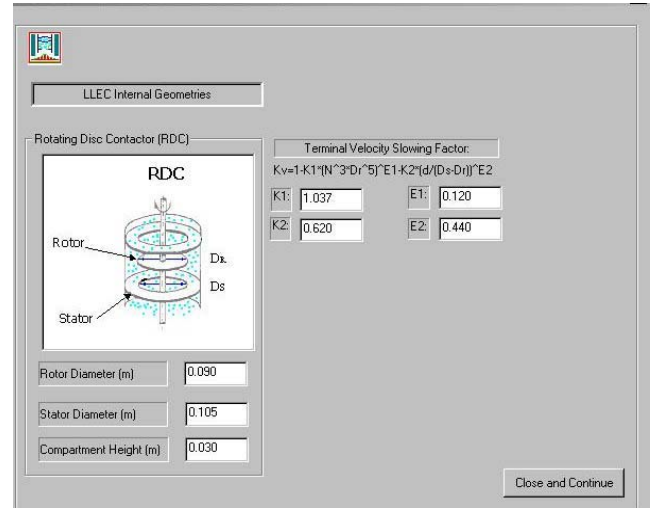 LLEC Internal Geometries
Rotating Disc Contactor (RDC)
RDC
Rotor
DR
DS
Stator
Rotor Diameter (m) 0.090
Stator Diameter (m) 0.105
Compartment Height (m) 0.030
Terminal Velocity Slowing Factor:
Kv=1-K1*(N^3*Dr^5)^E1-K2*(d/(Ds-Dr))^E2
K1: 1.037 E1: 0.120
K2: 0.620 E2: 0.440
Close and Continue